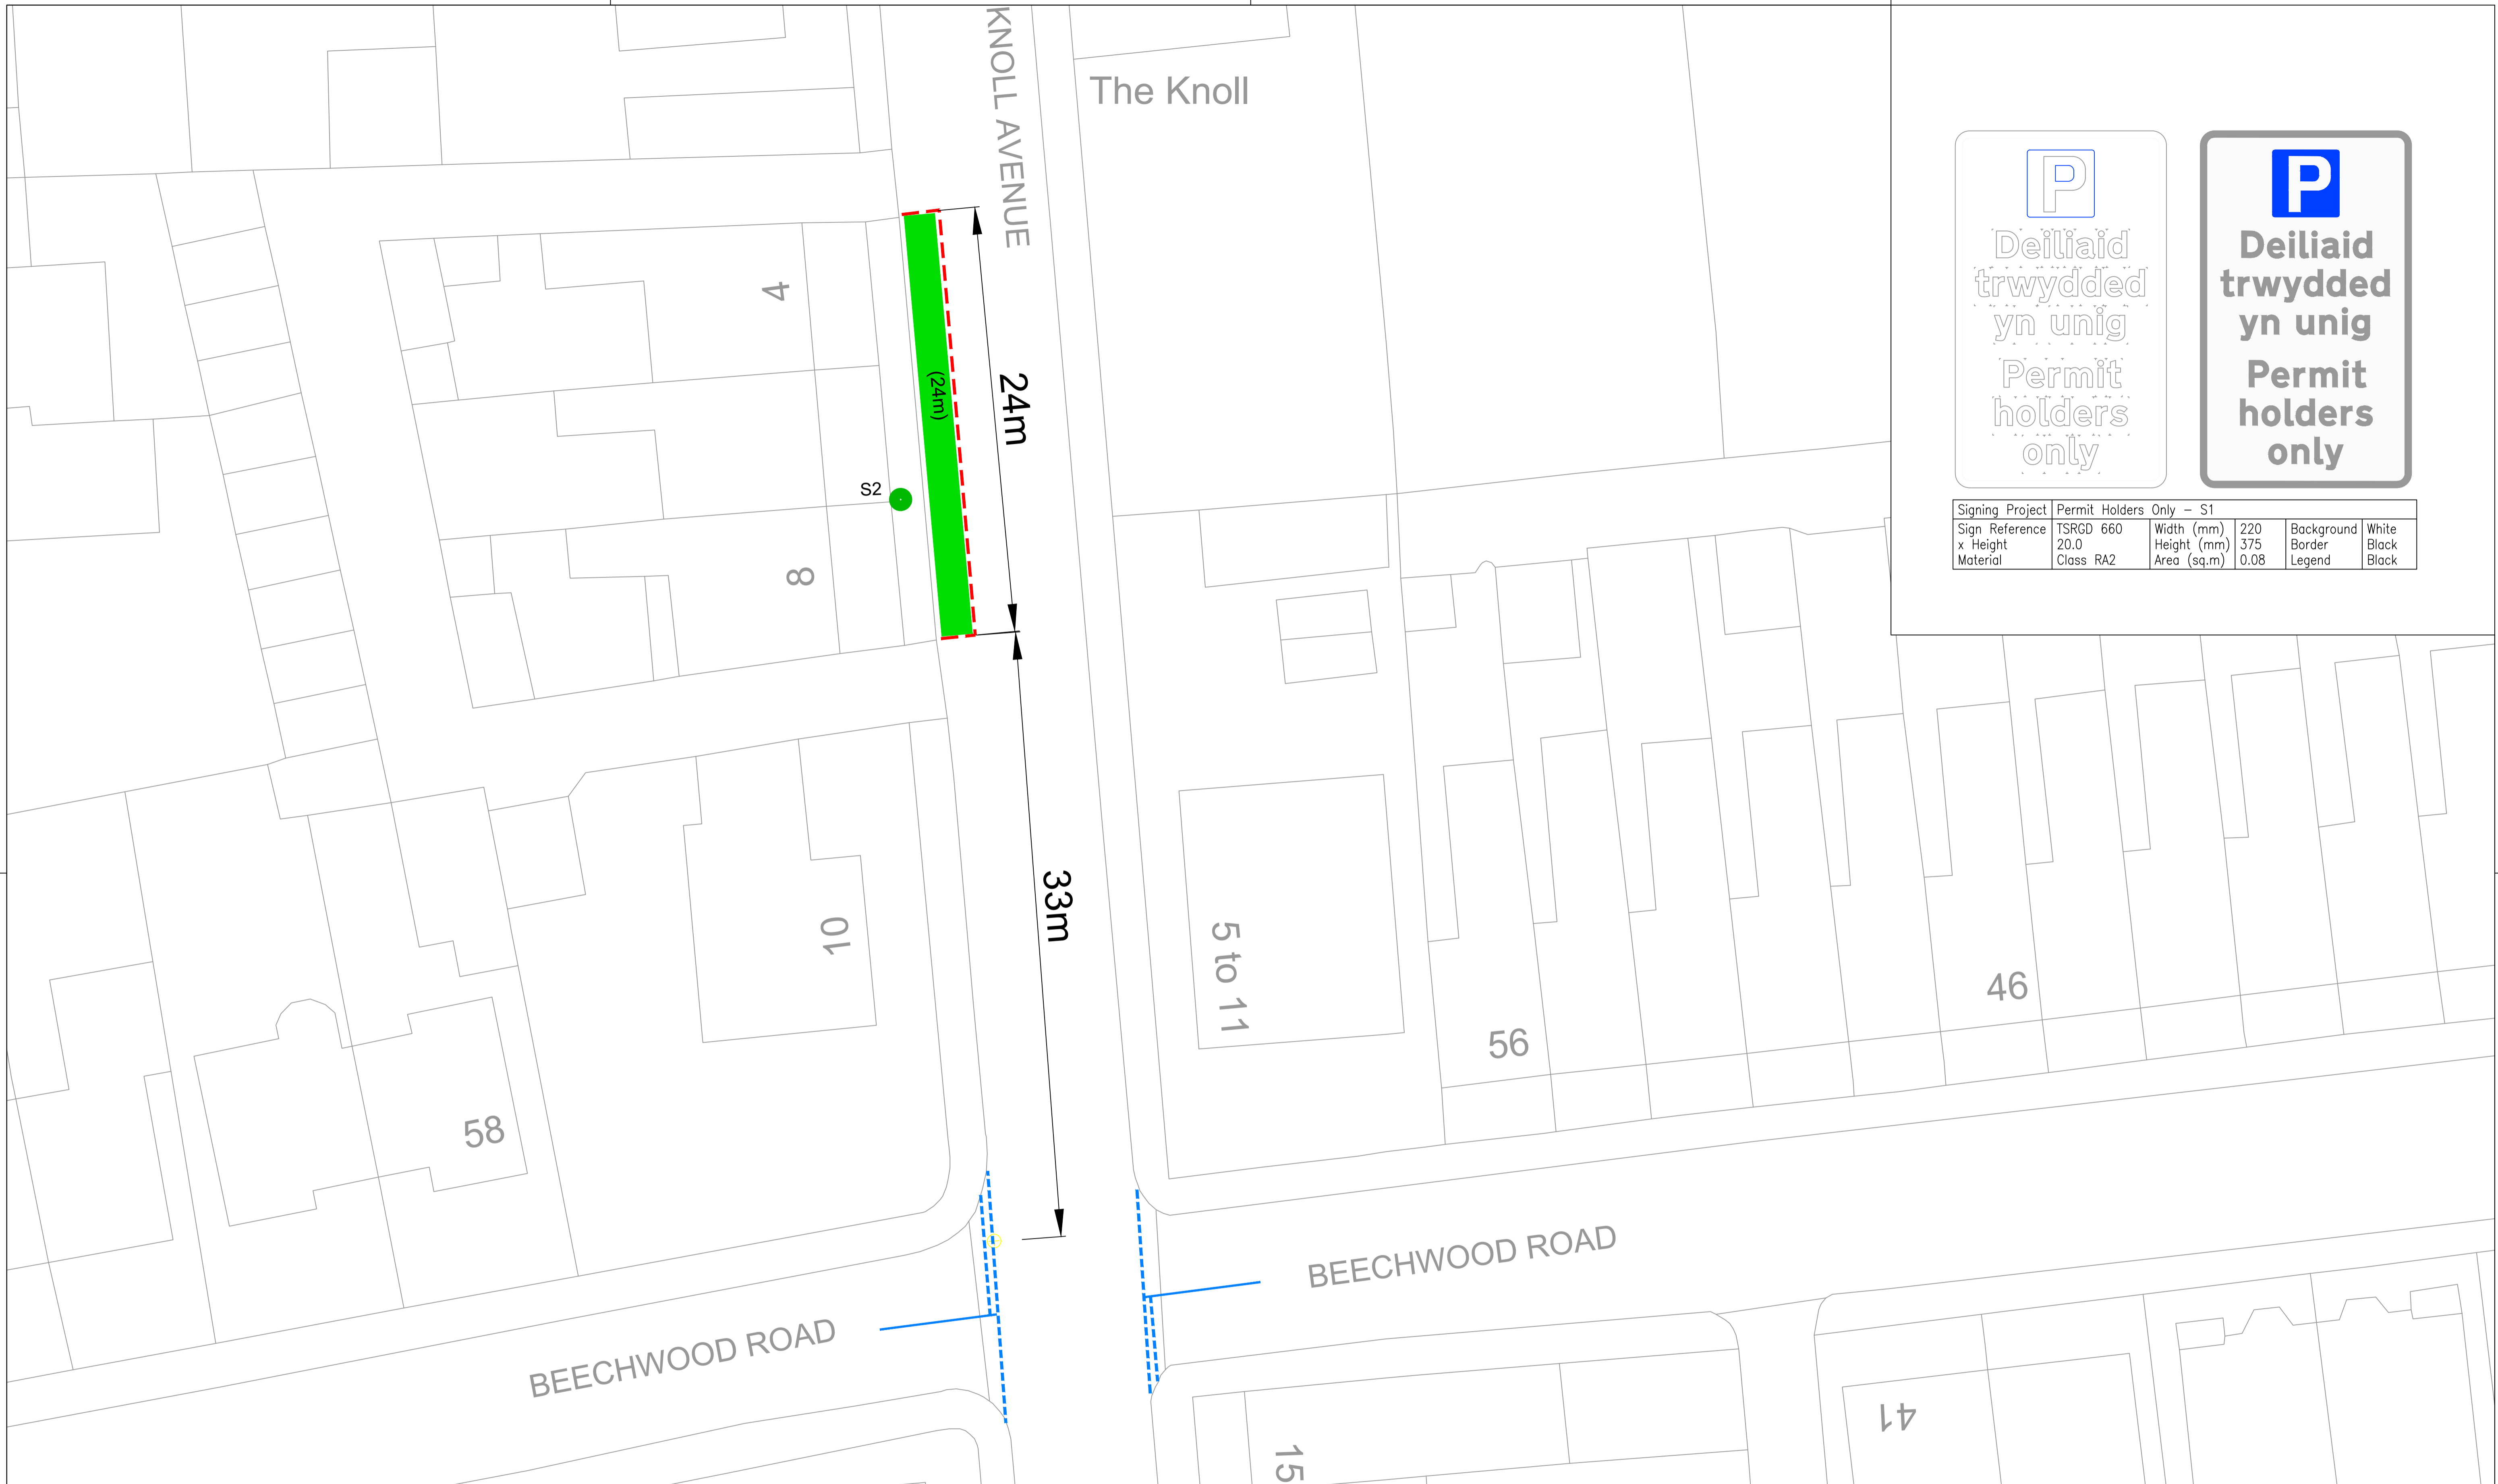 KNOLL AVENUE
The Knoll
4
(24m)
24m
S2
8
33m
10
5 to 11
58
56
46
BEECHWOOD ROAD
BEECHWOOD ROAD
41
15
P
Deiliaid
trwydded
yn unig
Permit
holders
only
P
Deiliaid
trwydded
yn unig
Permit
holders
only
Signing Project Permit Holders Only – S1
Sign Reference TSRGD 660 Width (mm) 220 Background White
x Height 20.0 Height (mm) 375 Border Black
Material Class RA2 Area (sq.m) 0.08 Legend Black